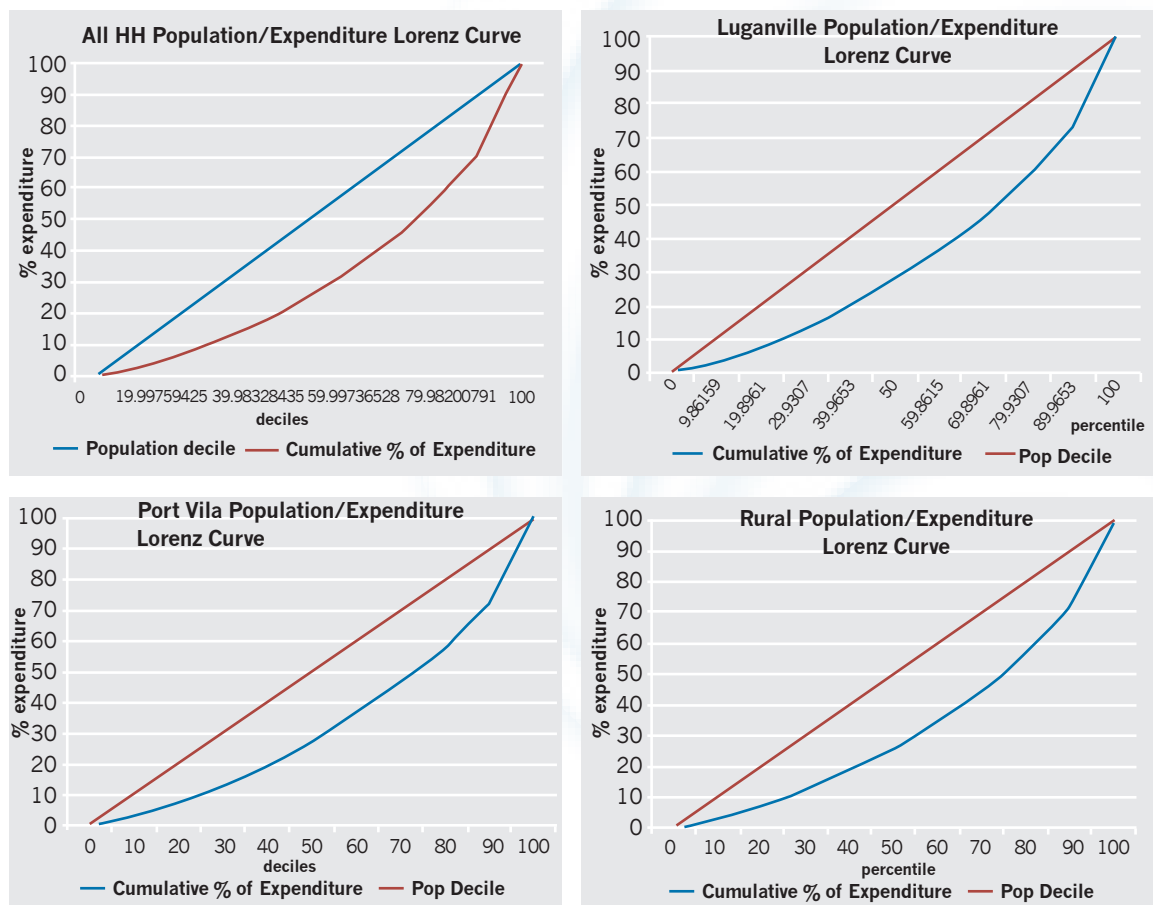 All HH Population/Expenditure Lorenz Curve
100
90
80
70
60
50
40
30
20
10
0
% expenditure
0 19.99759425 39.983328435 59.99736528 79.98200791 100
deciles
Population decile Cumulative % of Expenditure
Luganville Population/Expenditure
Lorenz Curve
100
90
80
70
60
50
40
30
20
10
0
% expenditure
0 9.86159 19.8961 29.9307 39.9653 50 59.8615 69.8961 79.9307 89.9653 100
percentile
Cumulative % of Expenditure Pop Decile
Port Vila Population/Expenditure
Lorenz Curve
100
90
80
70
60
50
40
30
20
10
0
% expenditure
0 10 20 30 40 50 60 70 80 90 100
deciles
Cumulative % of Expenditure Pop Decile
Rural Population/Expenditure
Lorenz Curve
100
90
80
70
60
50
40
30
20
10
0
% expenditure
0 10 20 30 40 50 60 70 80 90 100
percentile
Cumulative % of Expenditure Pop Decile